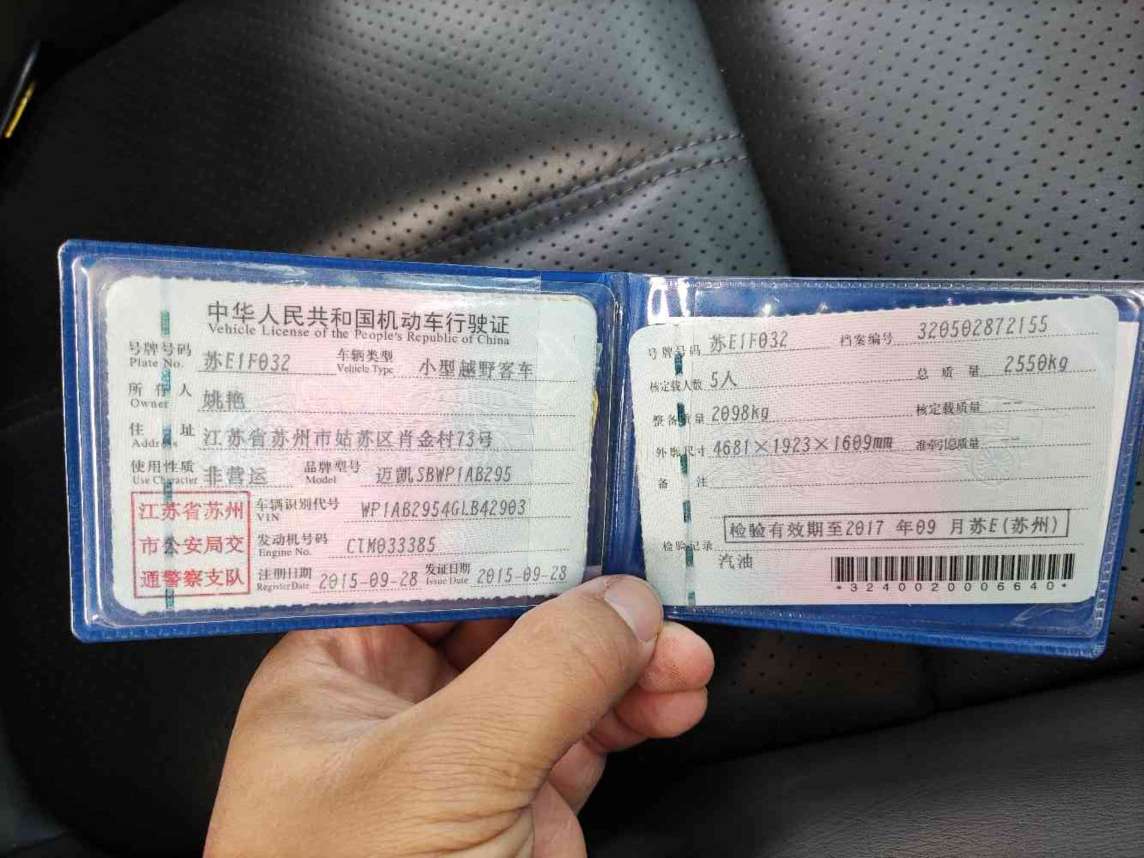 中华人民共和国机动车行驶证
Vehicle License of the People's Republic of China
号牌号码 苏E1F032 车辆类型 小型越野客车
Plate No. Vehicle Type
所有人 姚艳
Owner
住址 江苏省苏州市姑苏区肖金村73号
Address
使用性质 非营运 品牌型号 迈凯SBWP1AB295
Use Character Model
江苏省苏州
市公安局交
通警察支队
车辆识别代号 WP1AB2954GLB42903
VIN
发动机号码 CTM033385
Engine No.
注册日期 2015-09-28 发证日期 2015-09-28
Register Date Issue Date
号牌号码 苏E1F032 档案编号 320502872155
核定载人数 5人 总质量 2550kg
整备质量 2098kg 核定载质量 --
外廓尺寸 4681×1923×1609mm 准牵引总质量 --
备注
检验有效期至2017 年09 月苏E(苏州)
检验记录
汽油
*3240020006640*